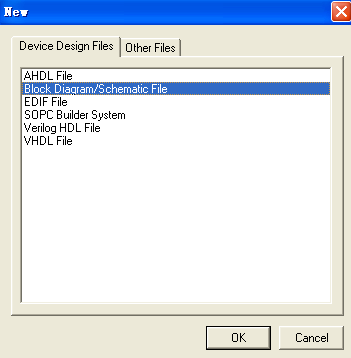 New
Device Design Files
Other Files
AHDL File
Block Diagram/Schematic File
EDIF File
SOPC Builder System
Verilog HDL File
VHDL File
OK
Cancel